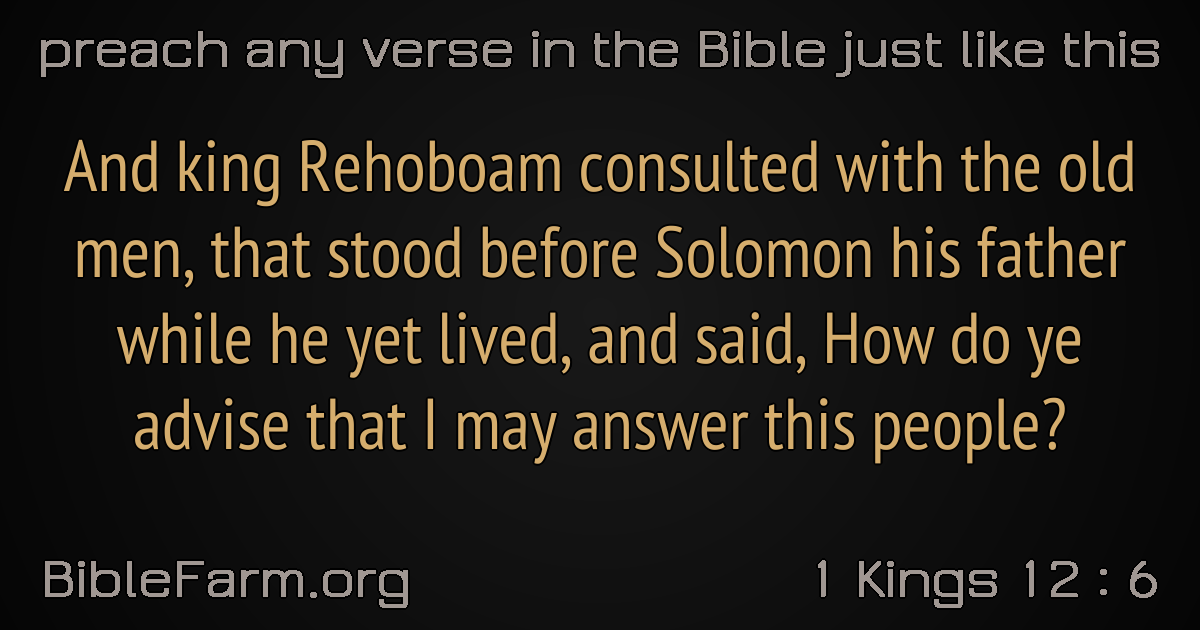 preach any verse in the Bible just like this
And king Rehoboam consulted with the old
men, that stood before Solomon his father
while he yet lived, and said, How do ye
advise that I may answer this people?
BibleFarm.org
1 Kings 12 : 6